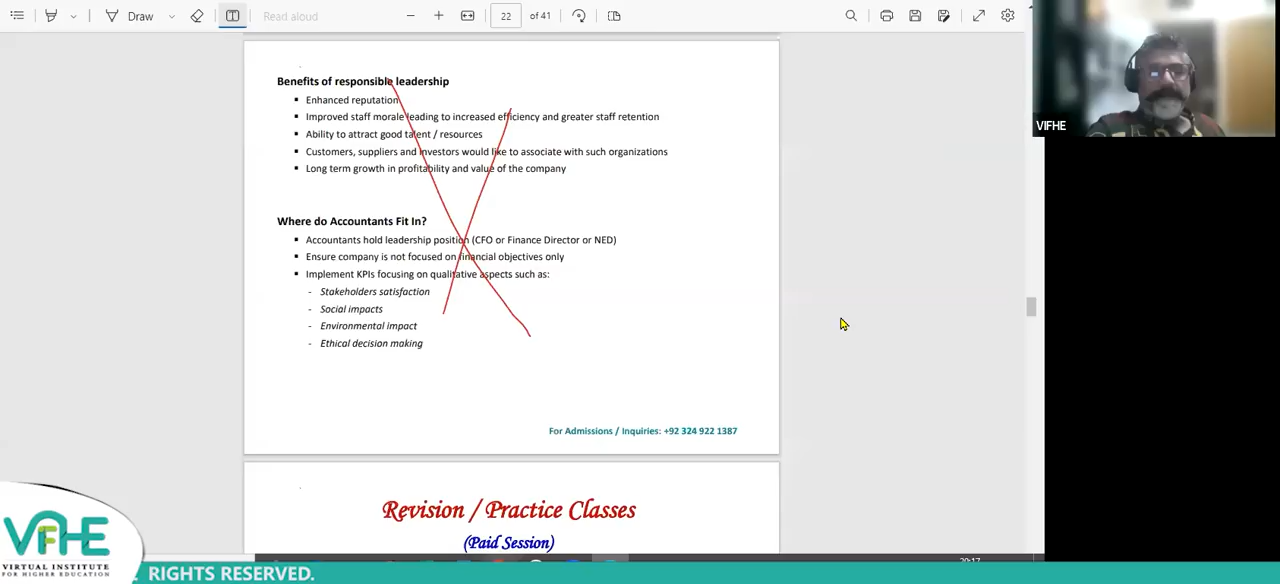 Draw
Read aloud
22
of 41
VIFHE
Benefits of responsible leadership
Enhanced reputation
Improved staff morale leading to increased efficiency and greater staff retention
Ability to attract good talent / resources
Customers, suppliers and investors would like to associate with such organizations
Long term growth in profitability and value of the company
Where do Accountants Fit In?
Accountants hold leadership position (CFO or Finance Director or NED)
Ensure company is not focused on financial objectives only
Implement KPIs focusing on qualitative aspects such as:
- Stakeholders satisfaction
- Social impacts
- Environmental impact
- Ethical decision making
For Admissions / Inquiries: +92 324 922 1387
Revision / Practice Classes
(Paid Session)
VIFHE
VIRTUAL INSTITUTE
FOR HIGHER EDUCATION
RIGHTS RESERVED.